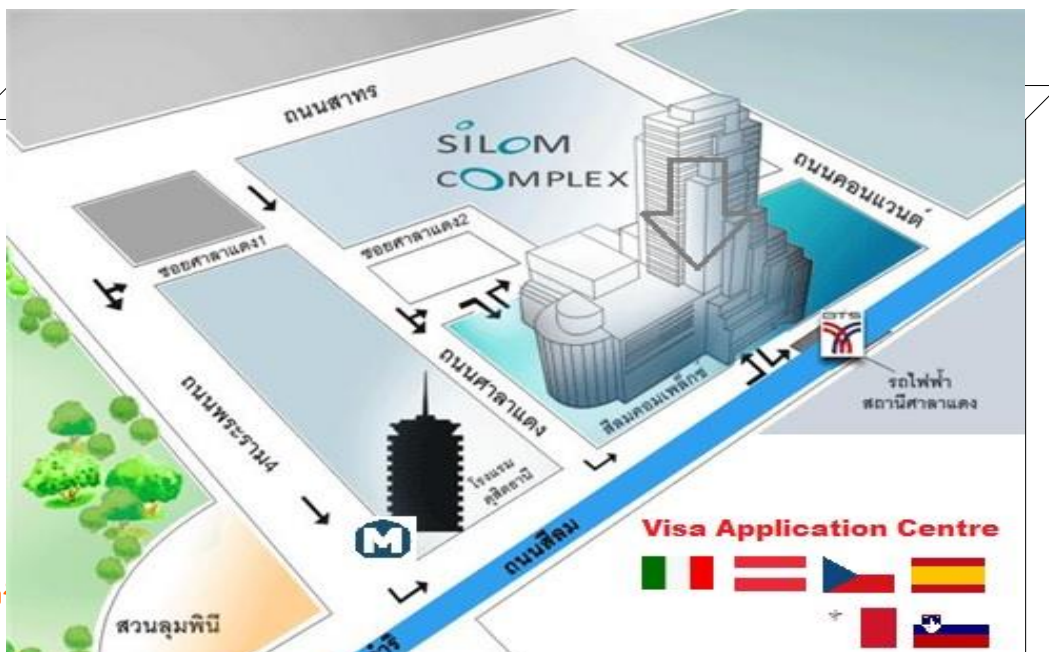 ถนนสาทร
SILOM
COMPLEX
ถนนคอนแวนต์
ซอยศาลาแดง1
ซอยศาลาแดง2
ถนนศาลาแดง
สีลมคอมเพล็กซ
BTS
รถไฟฟ้า
สถานีศาลาแดง
ถนนพระราม4
โรงแรม
ดุสิตธานี
M
ถนนสีลม
Visa Application Centre
สวนลุมพินี